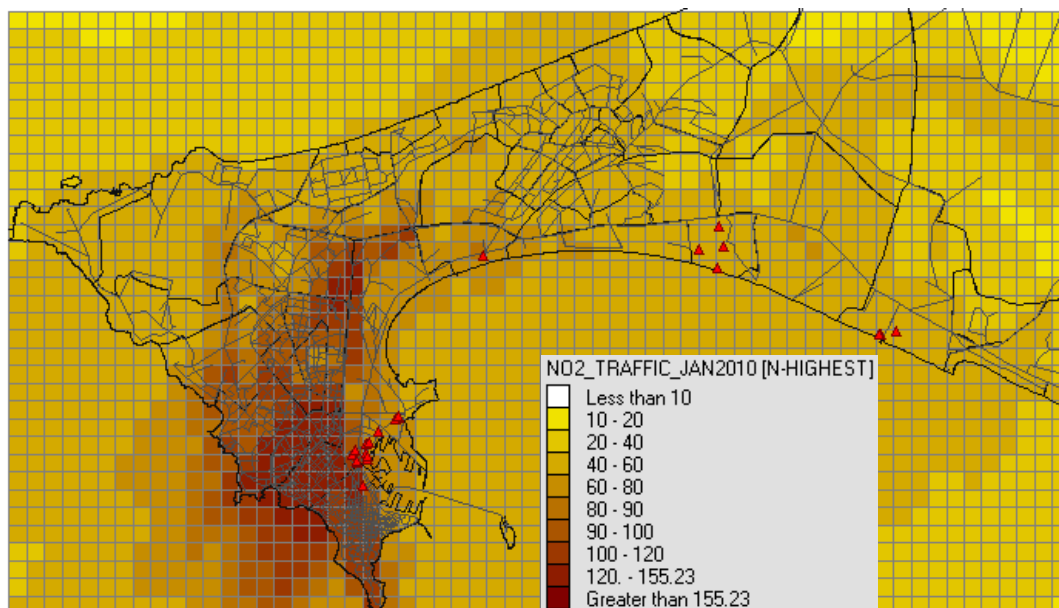 NO2_TRAFFIC_JAN2010 [N-HIGHEST]
Less than 10
10 - 20
20 - 40
40 - 60
60 - 80
80 - 90
90 - 100
100 - 120
120. - 155.23
Greater than 155.23